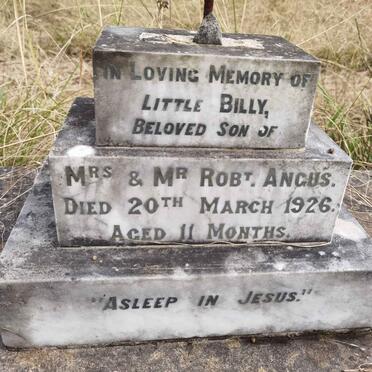 IN LOVING MEMORY OF
LITTLE BILLY,
BELOVED SON OF
MRS & MR ROBT. ANGUS.
DIED 20TH MARCH 1926.
AGED 11 MONTHS.
"ASLEEP IN JESUS."